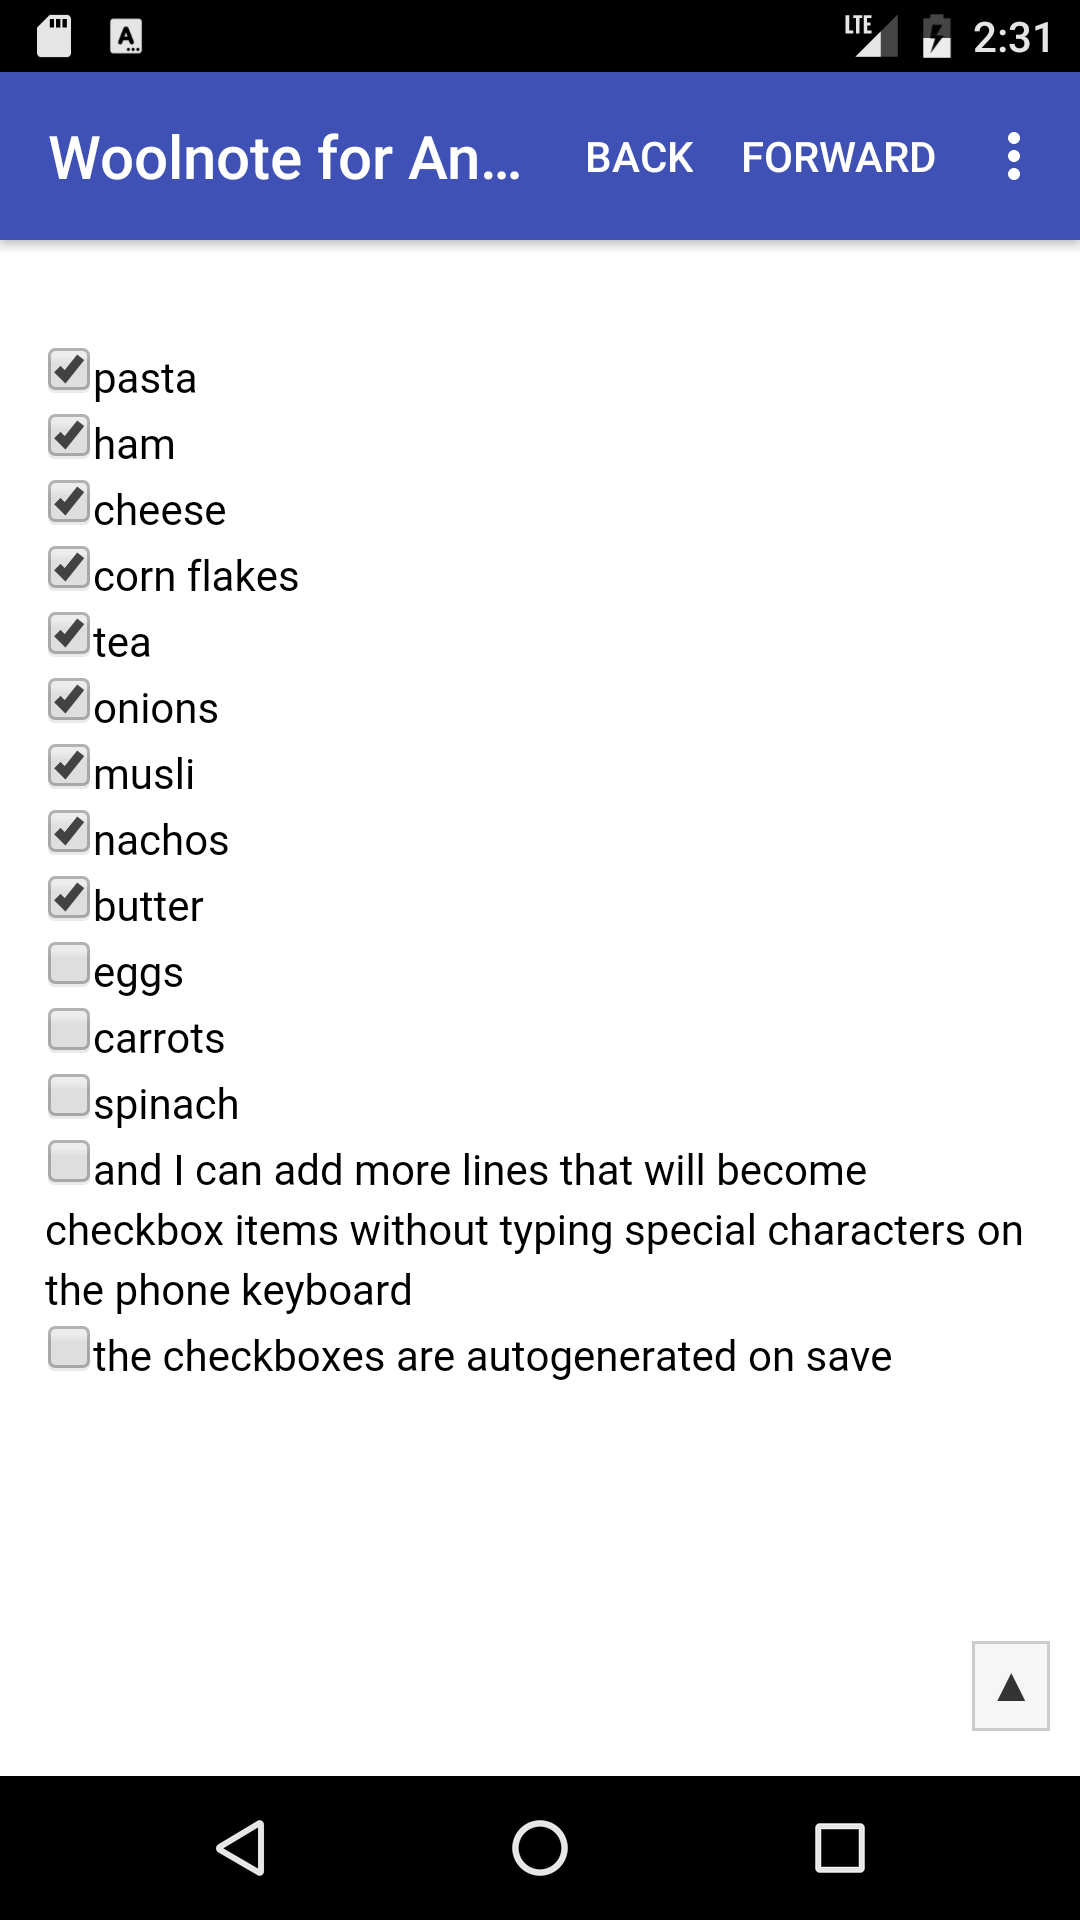 LTE 2:31
Woolnote for An... BACK FORWARD
pasta
ham
cheese
corn flakes
tea
onions
musli
nachos
butter
eggs
carrots
spinach
and I can add more lines that will become
checkbox items without typing special characters on
the phone keyboard
the checkboxes are autogenerated on save